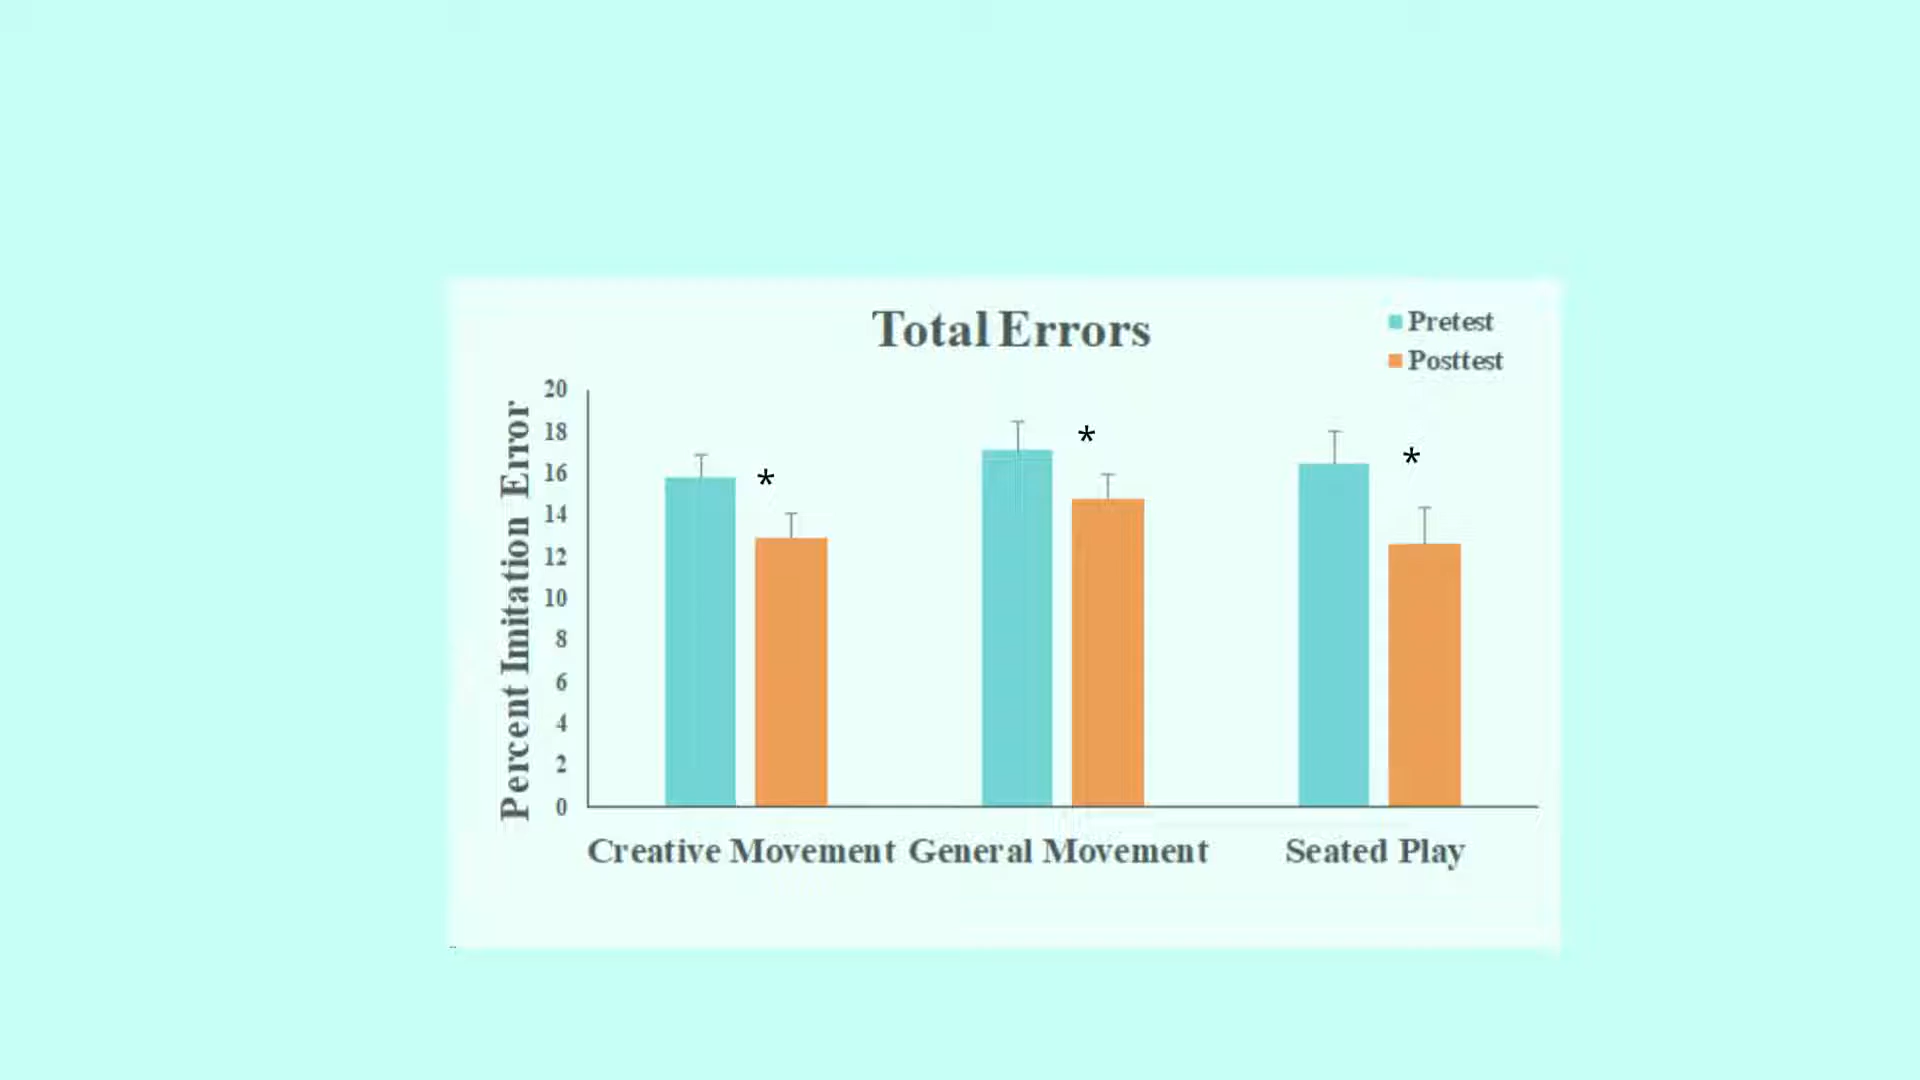 Total Errors
Pretest
Posttest
Percent Imitation Error
20
18
16
14
12
10
8
6
4
2
0
*
*
*
Creative Movement
General Movement
Seated Play